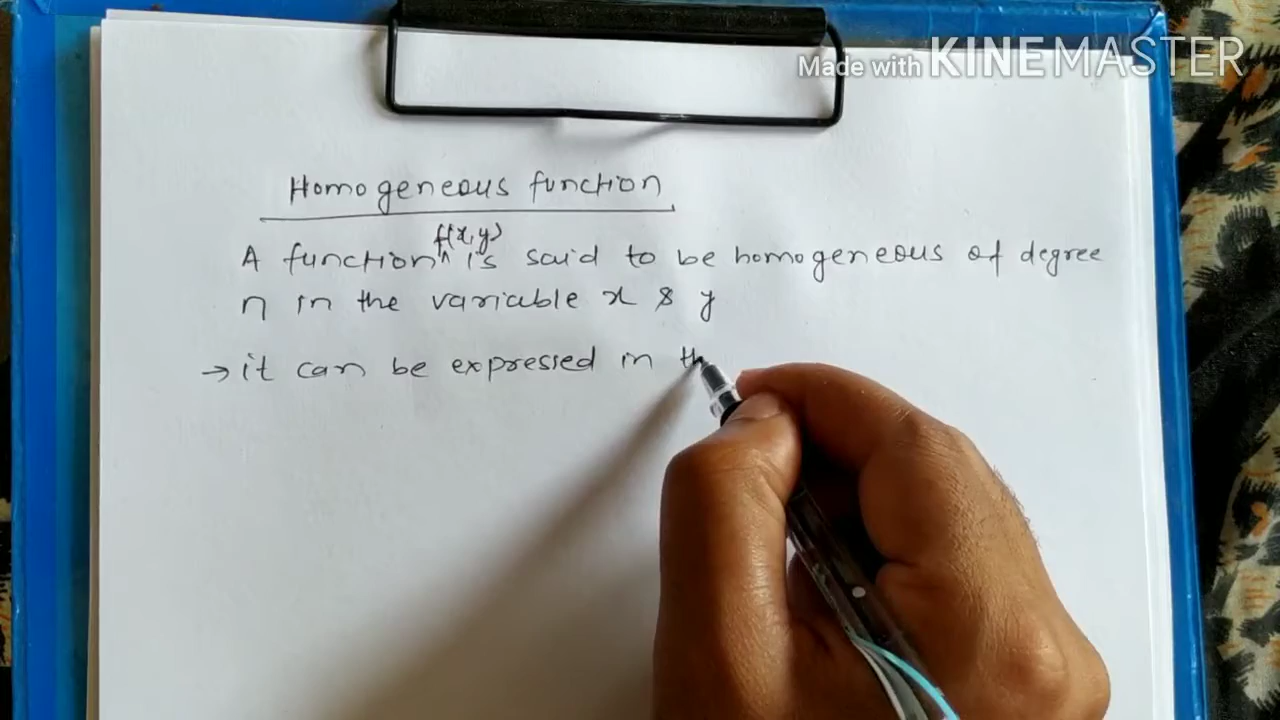 Made with KINEMASTER
Homogeneous function
A function ^ f(x,y) is said to be homogeneous of degree
n in the variable x & y
→ it can be expressed in th